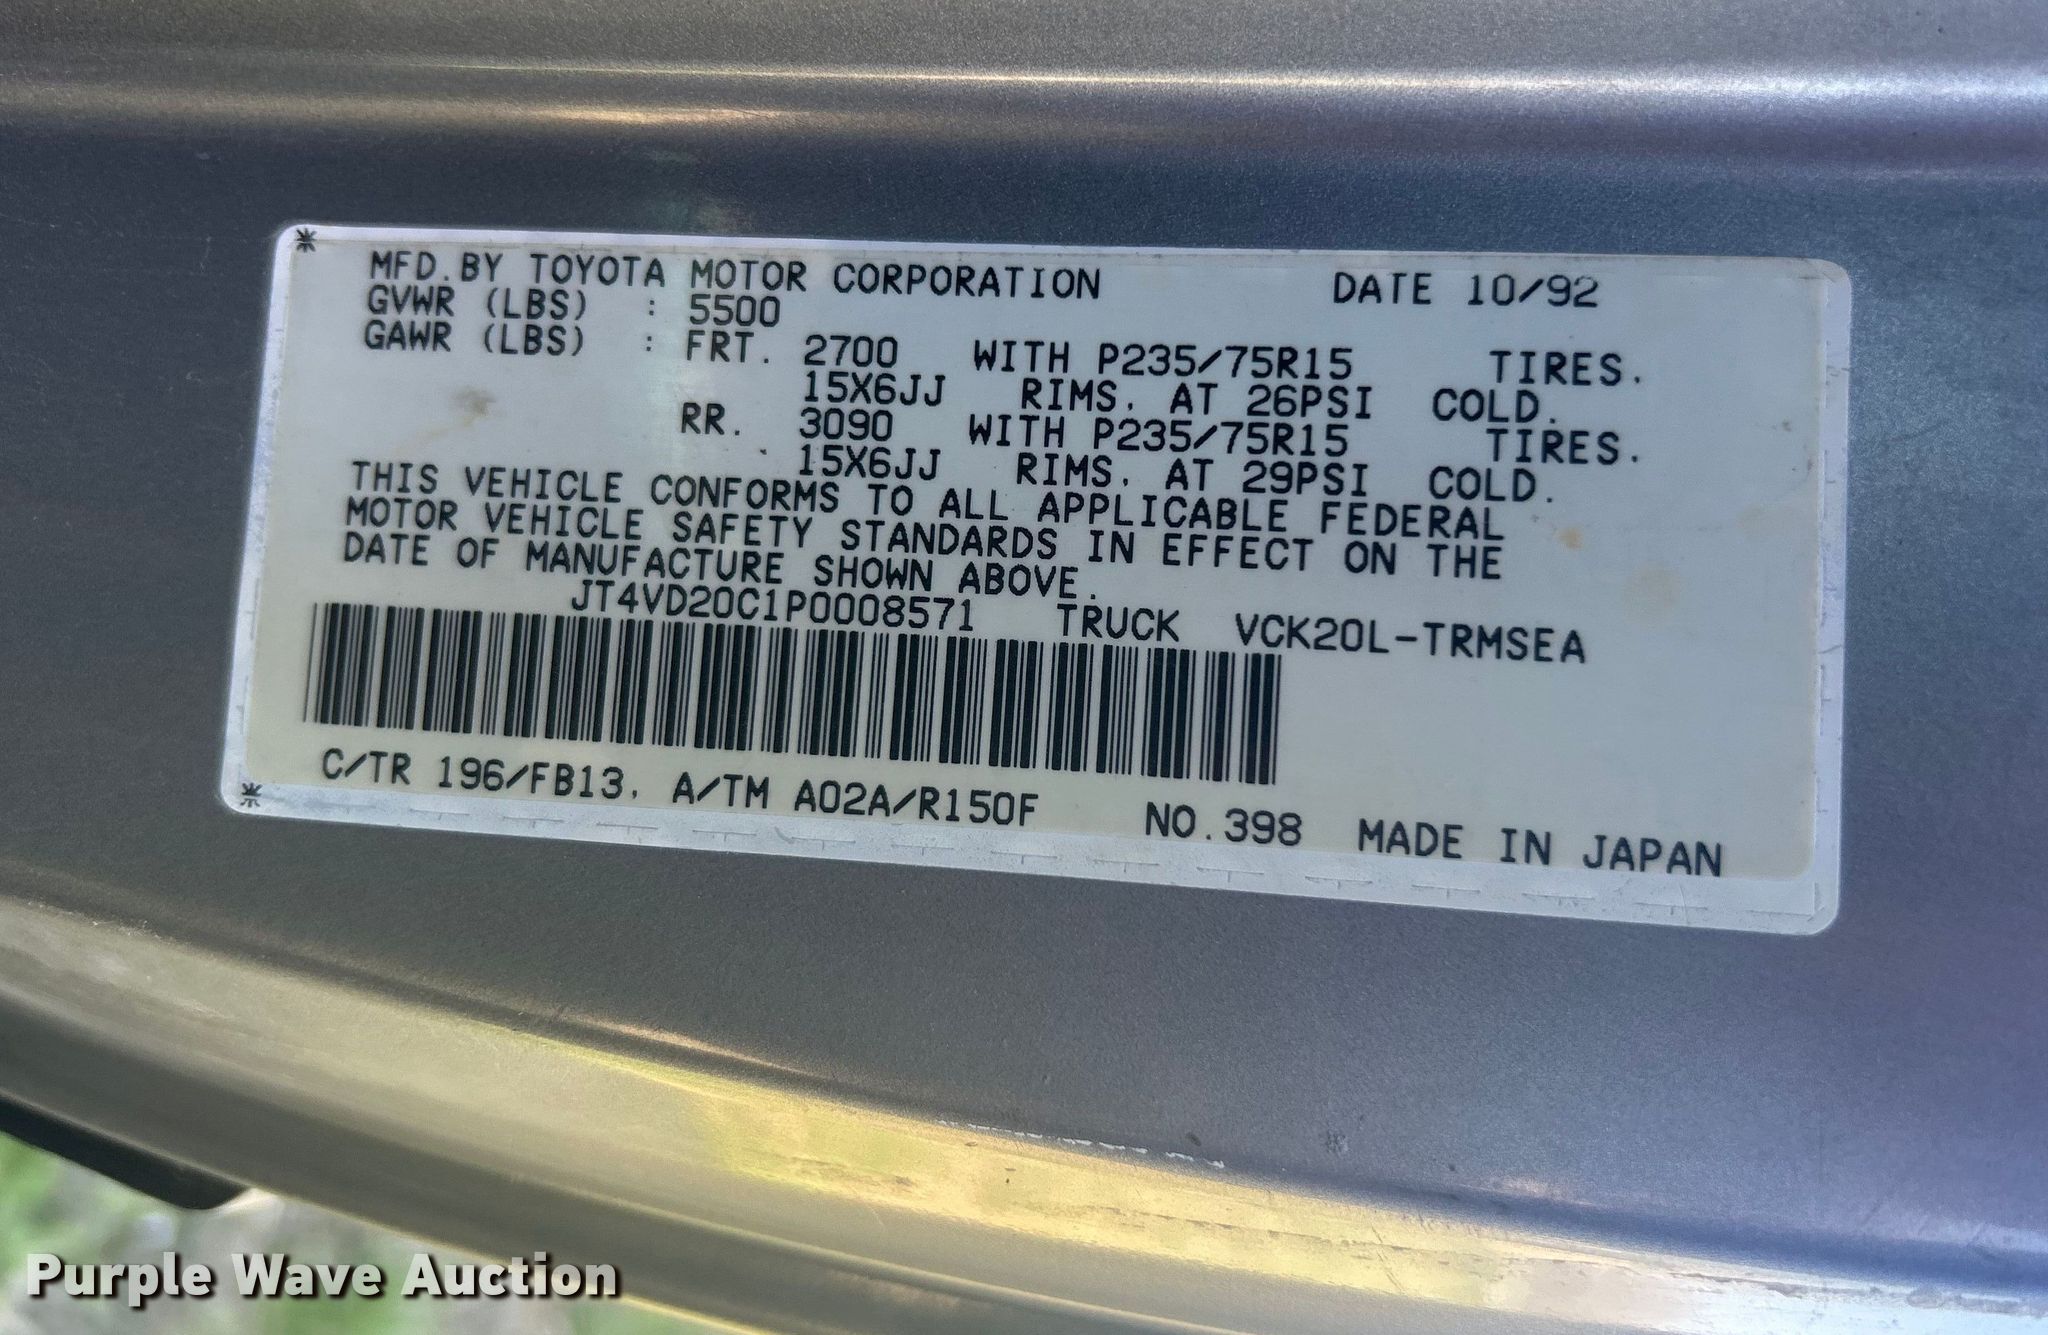 MFD.BY TOYOTA MOTOR CORPORATION DATE 10/92
GVWR (LBS) : 5500
GAWR (LBS) : FRT. 2700 WITH P235/75R15 TIRES.
15X6JJ RIMS. AT 26PSI COLD.
RR. 3090 WITH P235/75R15 TIRES.
15X6JJ RIMS. AT 29PSI COLD.
THIS VEHICLE CONFORMS TO ALL APPLICABLE FEDERAL
MOTOR VEHICLE SAFETY STANDARDS IN EFFECT ON THE
DATE OF MANUFACTURE SHOWN ABOVE.
JT4VD20C1P0008571 TRUCK VCK20L-TRMSEA
C/TR 196/FB13, A/TM A02A/R150F NO.398 MADE IN JAPAN
Purple Wave Auction